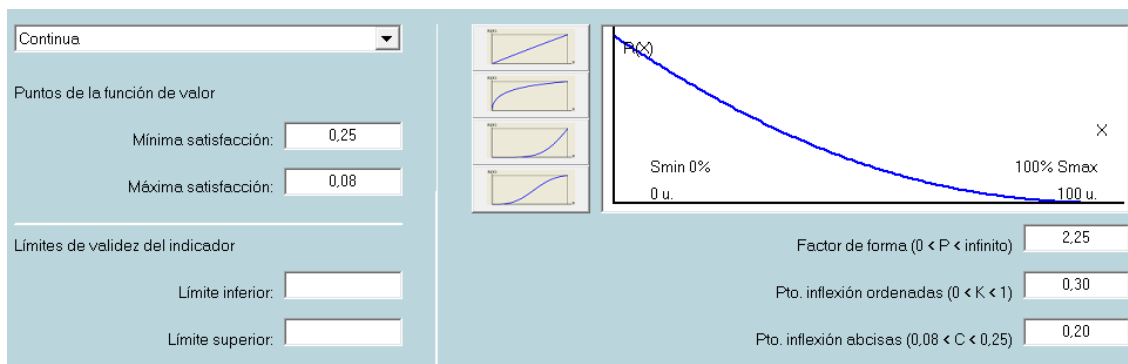 Continua
Puntos de la función de valor
Mínima satisfacción: 0,25
Máxima satisfacción: 0,08
Límites de validez del indicador
Límite inferior:
Límite superior:
R(X)
X
Smin 0% 100% Smax
0 u. 100 u.
Factor de forma (0 < P < infinito) 2,25
Pto. inflexión ordenadas (0 < K < 1) 0,30
Pto. inflexión abcisas (0,08 < C < 0,25) 0,20